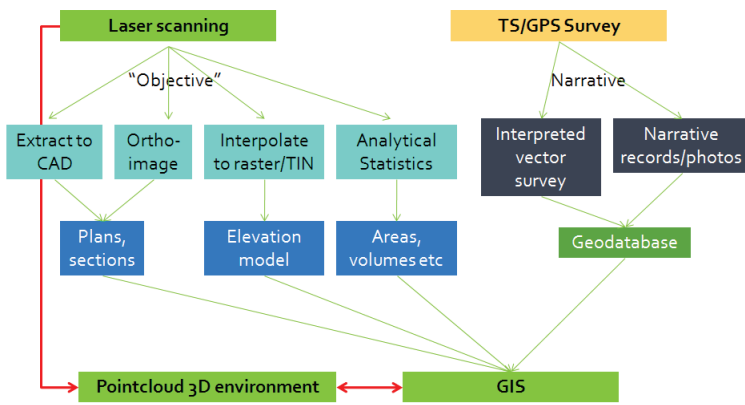 Laser scanning
TS/GPS Survey
“Objective”
Narrative
Extract to
CAD
Ortho-
image
Interpolate
to raster/TIN
Analytical
Statistics
Interpreted
vector
survey
Narrative
records/photos
Plans,
sections
Elevation
model
Areas,
volumes etc
Geodatabase
Pointcloud 3D environment
GIS